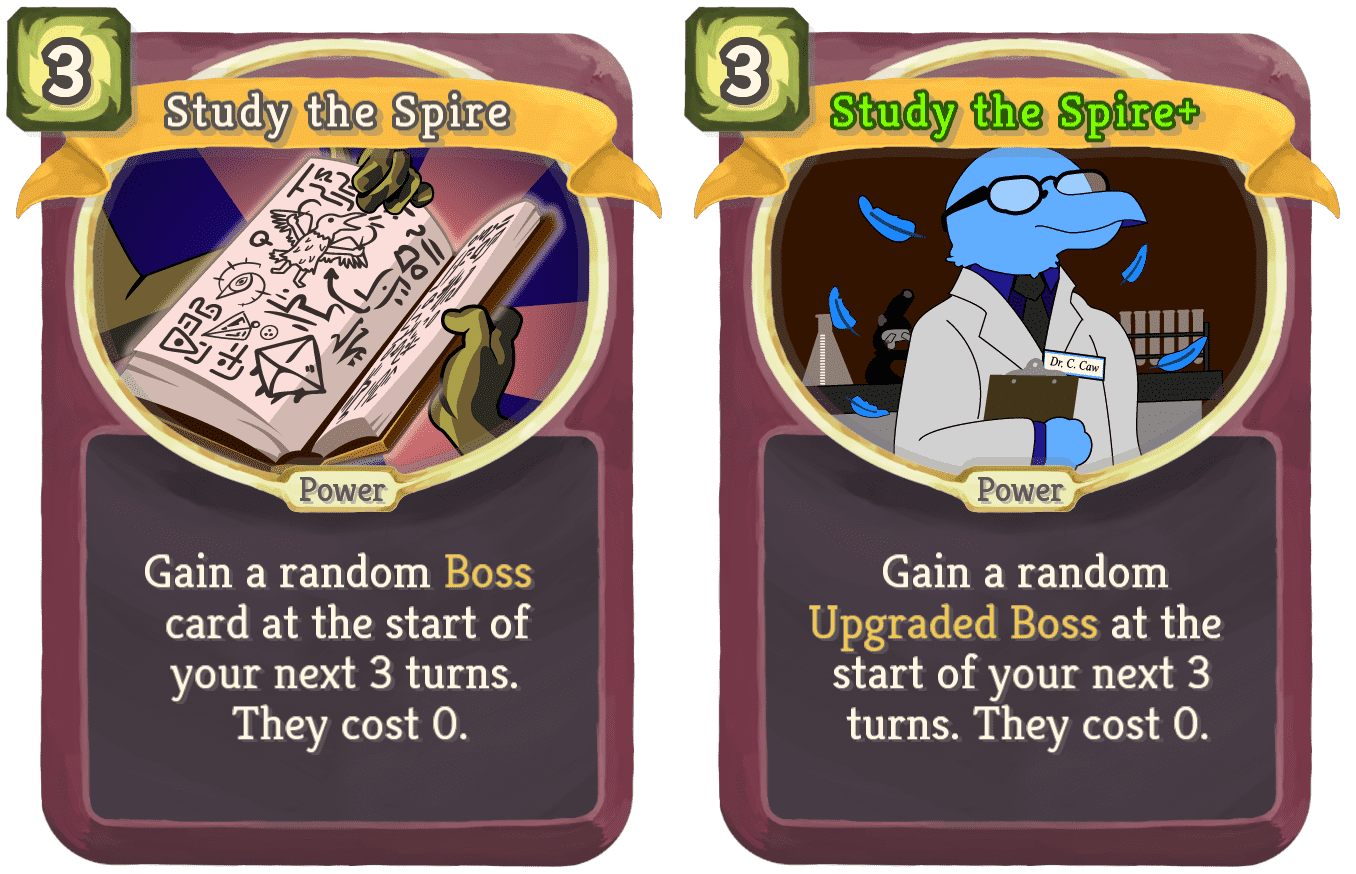 3
Study the Spire
Power
Gain a random Boss
card at the start of
your next 3 turns.
They cost 0.
3
Study the Spire+
Dr. C. Caw
Power
Gain a random
Upgraded Boss at the
start of your next 3
turns. They cost 0.